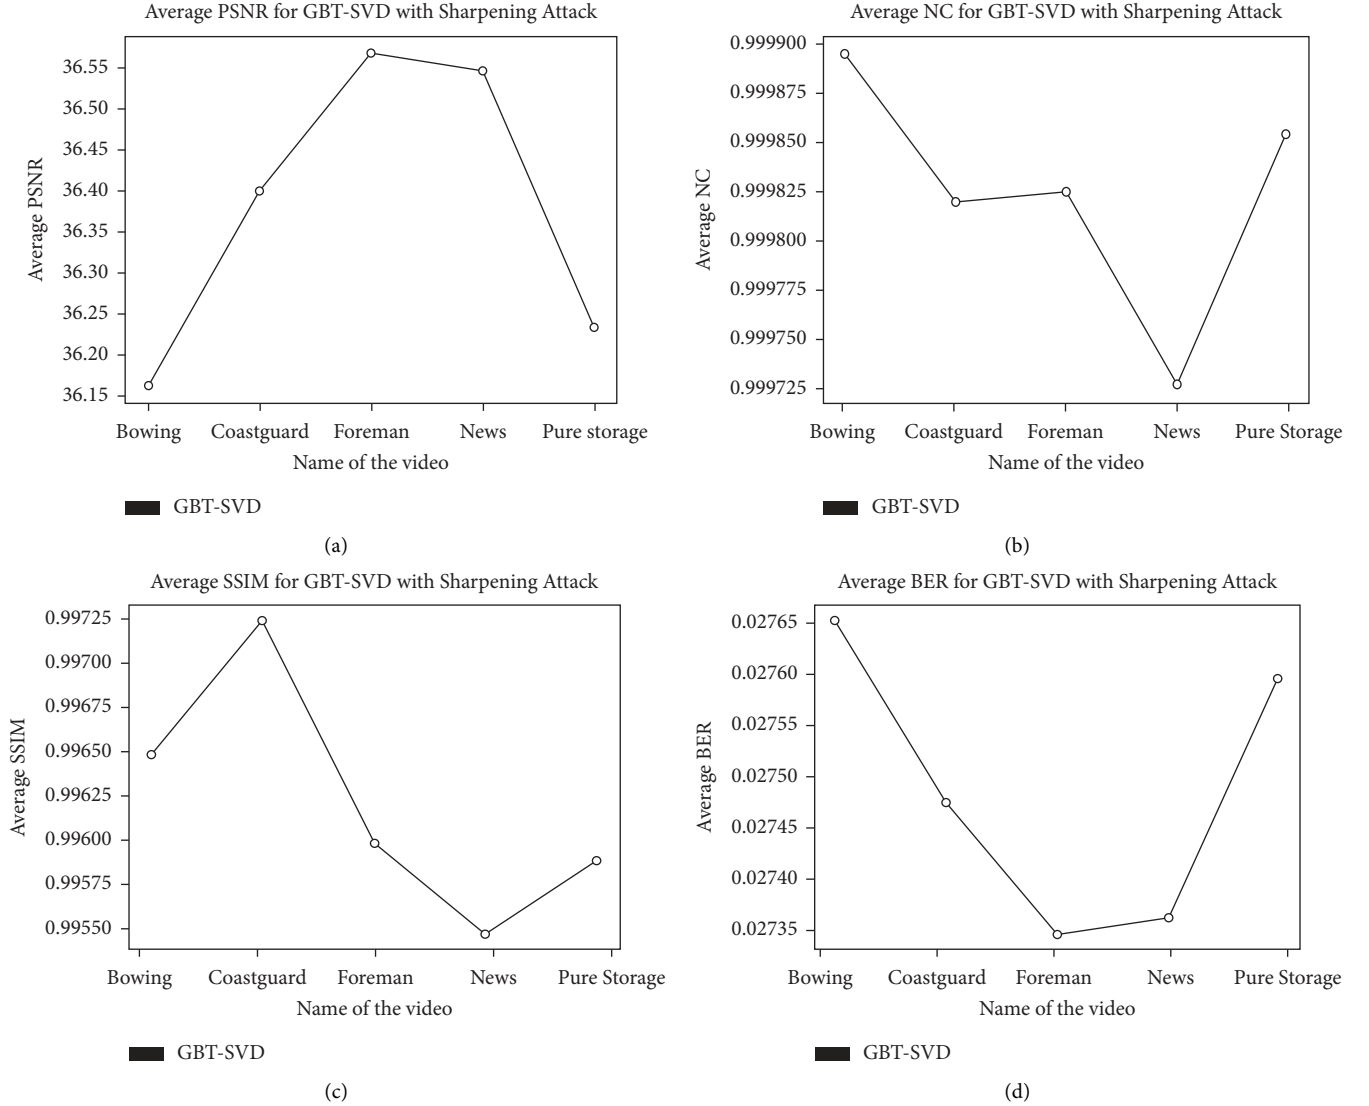 Average PSNR for GBT-SVD with Sharpening Attack
36.55
36.50
36.45
36.40
36.35
36.30
36.25
36.20
36.15
Average PSNR
Bowing Coastguard Foreman News Pure storage
Name of the video
GBT-SVD
(a)
Average NC for GBT-SVD with Sharpening Attack
0.999900
0.999875
0.999850
0.999825
0.999800
0.999775
0.999750
0.999725
Average NC
Bowing Coastguard Foreman News Pure Storage
Name of the video
GBT-SVD
(b)
Average SSIM for GBT-SVD with Sharpening Attack
0.99725
0.99700
0.99675
0.99650
0.99625
0.99600
0.99575
0.99550
Average SSIM
Bowing Coastguard Foreman News Pure Storage
Name of the video
GBT-SVD
(c)
Average BER for GBT-SVD with Sharpening Attack
0.02765
0.02760
0.02755
0.02750
0.02745
0.02740
0.02735
Average BER
Bowing Coastguard Foreman News Pure Storage
Name of the video
GBT-SVD
(d)